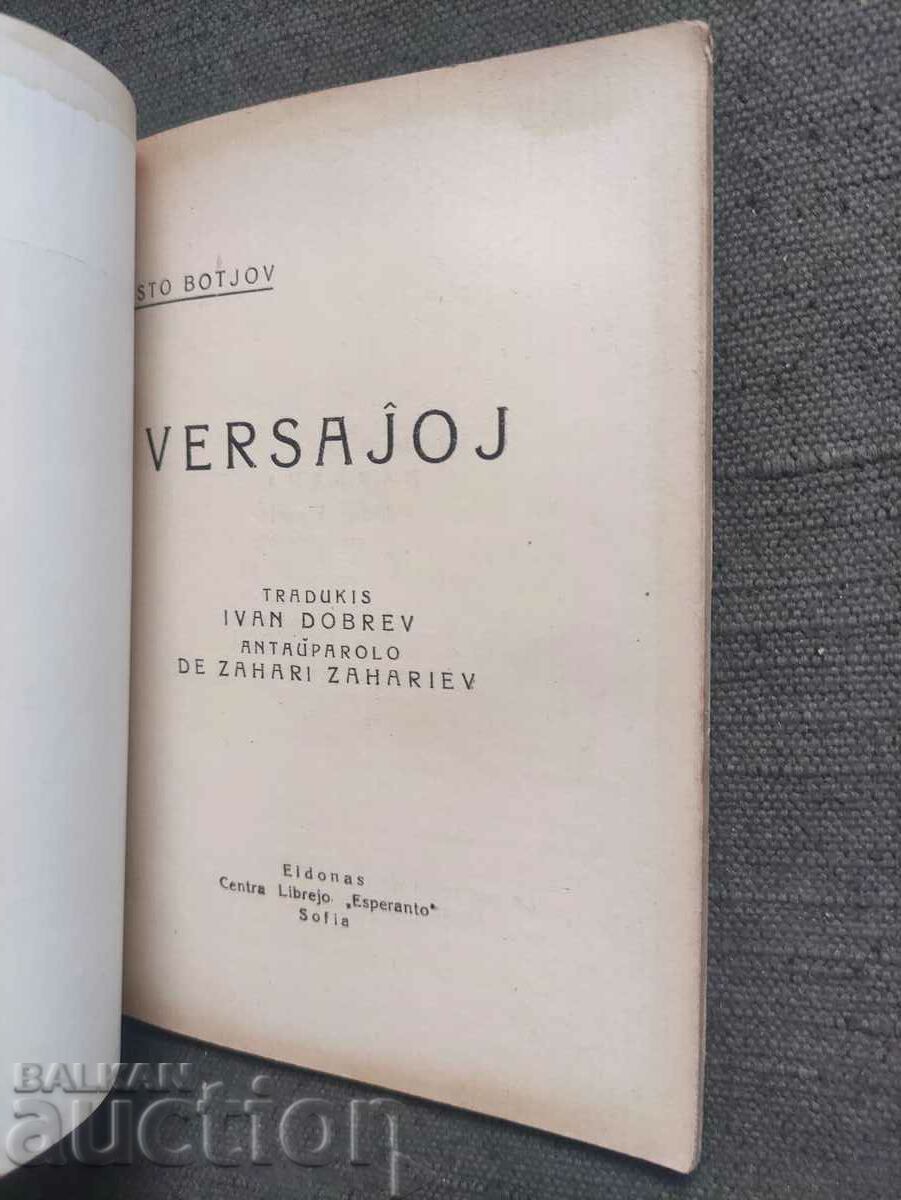 STO BOTJOV
VERSAĴOJ
TRADUKIS
IVAN DOBREV
ANTAŬPAROLO
DE ZAHARI ZAHARIEV
Eldonas
Centra Librejo „Esperanto“
Sofia
BALKAN
auction